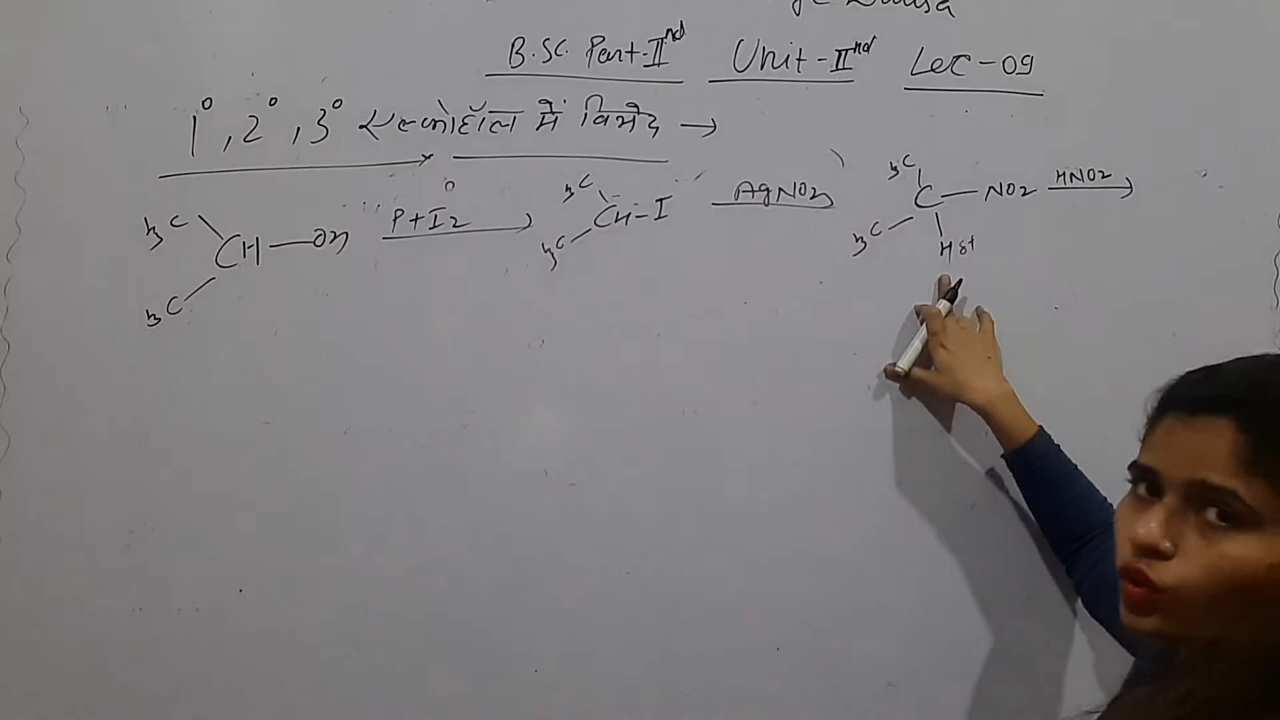 B.Sc. Part-IInd Unit-IInd Lec-09
1°, 2°, 3° एल्कोहॉल में विभेद →
H3C H3C CH—OH P+I2 → H3C H3C CH-I AgNO2 → H3C H3C C—NO2 Hδ+ HNO2 →